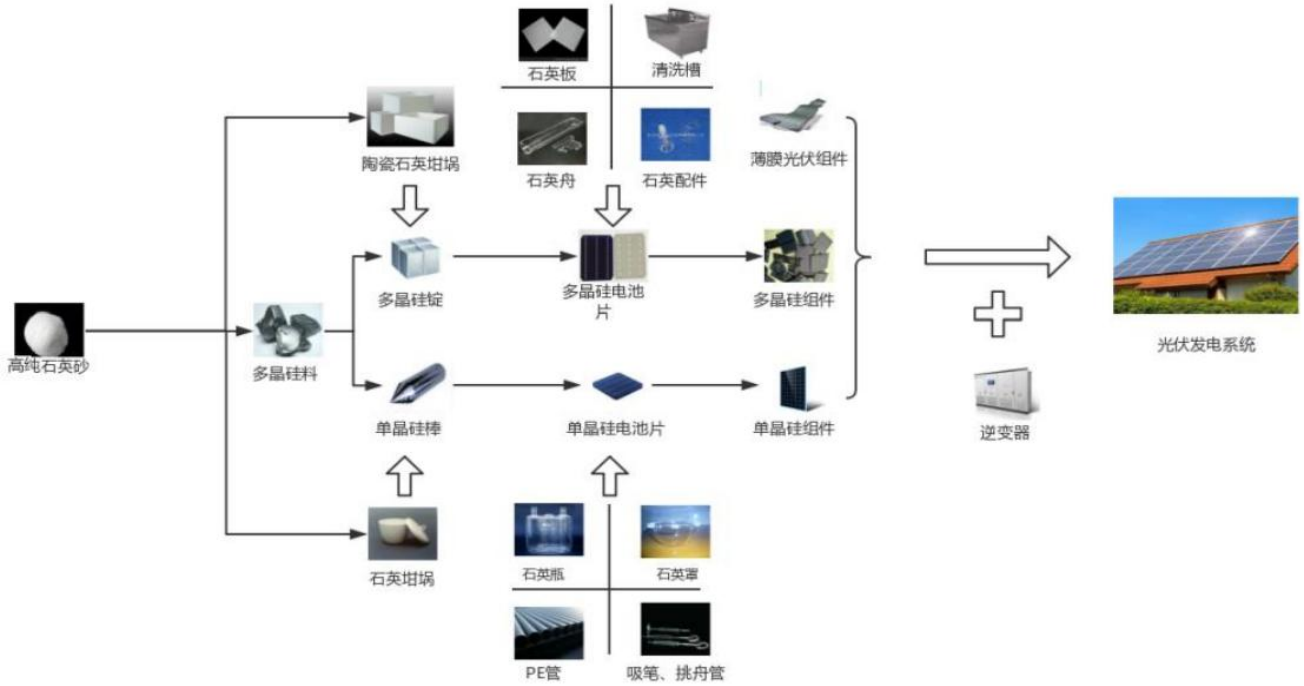 石英板
清洗槽
陶瓷石英坩埚
石英舟
石英配件
薄膜光伏组件
高纯石英砂
多晶硅料
多晶硅锭
多晶硅电池
片
多晶硅组件
光伏发电系统
单晶硅棒
单晶硅电池片
单晶硅组件
逆变器
石英坩埚
石英瓶
石英罩
PE管
吸笔、挑舟管